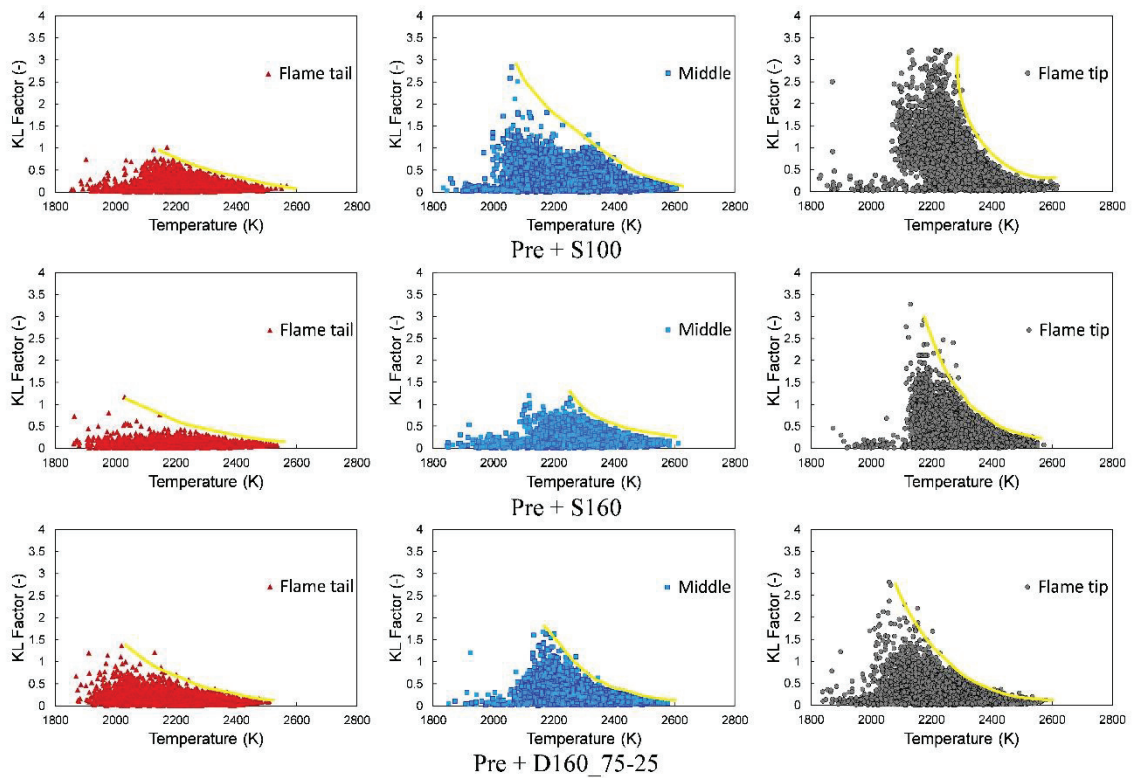 4
3.5
3
2.5
2
1.5
1
0.5
0
KL Factor (-)
Flame tail
1800 2000 2200 2400 2600 2800
Temperature (K)
4
3.5
3
2.5
2
1.5
1
0.5
0
KL Factor (-)
Middle
1800 2000 2200 2400 2600 2800
Temperature (K)
4
3.5
3
2.5
2
1.5
1
0.5
0
KL Factor (-)
Flame tip
1800 2000 2200 2400 2600 2800
Temperature (K)
Pre + S100
4
3.5
3
2.5
2
1.5
1
0.5
0
KL Factor (-)
Flame tail
1800 2000 2200 2400 2600 2800
Temperature (K)
4
3.5
3
2.5
2
1.5
1
0.5
0
KL Factor (-)
Middle
1800 2000 2200 2400 2600 2800
Temperature (K)
4
3.5
3
2.5
2
1.5
1
0.5
0
KL Factor (-)
Flame tip
1800 2000 2200 2400 2600 2800
Temperature (K)
Pre + S160
4
3.5
3
2.5
2
1.5
1
0.5
0
KL Factor (-)
Flame tail
1800 2000 2200 2400 2600 2800
Temperature (K)
4
3.5
3
2.5
2
1.5
1
0.5
0
KL Factor (-)
Middle
1800 2000 2200 2400 2600 2800
Temperature (K)
4
3.5
3
2.5
2
1.5
1
0.5
0
KL Factor (-)
Flame tip
1800 2000 2200 2400 2600 2800
Temperature (K)
Pre + D160_75-25